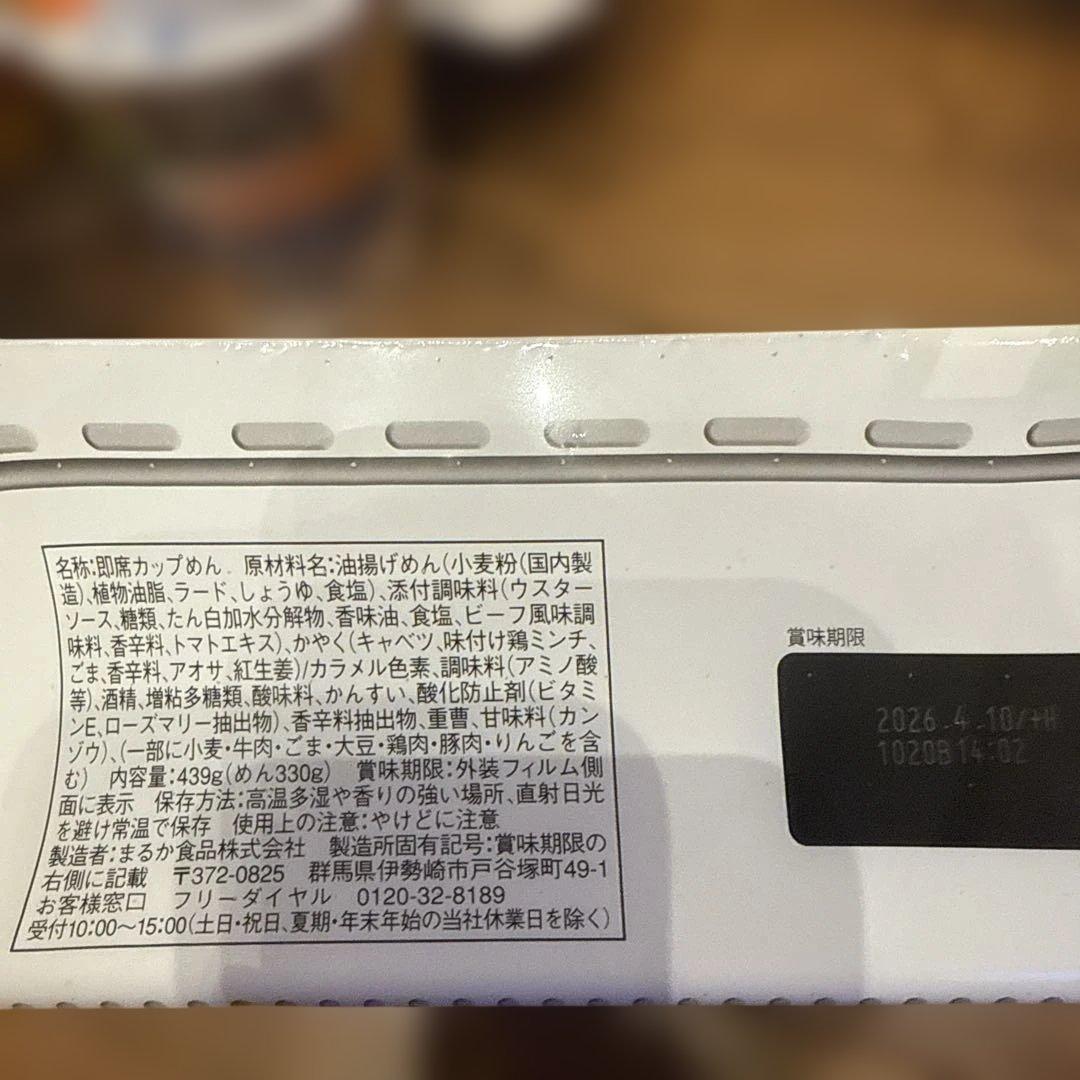 名称:即席カップめん 原材料名:油揚げめん(小麦粉(国内製
造)、植物油脂、ラード、しょうゆ、食塩)、添付調味料(ウスター
ソース、糖類、たん白加水分解物、香味油、食塩、ビーフ風味調
味料、香辛料、トマトエキス)、かやく(キャベツ、味付け鶏ミンチ、
ごま、香辛料、アオサ、紅生姜)/カラメル色素、調味料(アミノ酸
等)、酒精、増粘多糖類、酸味料、かんすい、酸化防止剤(ビタミ
ンE、ローズマリー抽出物)、香辛料抽出物、重曹、甘味料(カン
ゾウ)、(一部に小麦・牛肉・ごま・大豆・鶏肉・豚肉・りんごを含
む) 内容量:439g(めん330g) 賞味期限:外装フィルム側
面に表示 保存方法:高温多湿や香りの強い場所、直射日光
を避け常温で保存 使用上の注意:やけどに注意
製造者:まるか食品株式会社 製造所固有記号:賞味期限の
右側に記載 〒372-0825 群馬県伊勢崎市戸谷塚町49-1
お客様窓口 フリーダイヤル 0120-32-8189
受付10:00〜15:00(土日・祝日、夏期・年末年始の当社休業日を除く)
賞味期限
2026.4.10/+H
1020B14:02